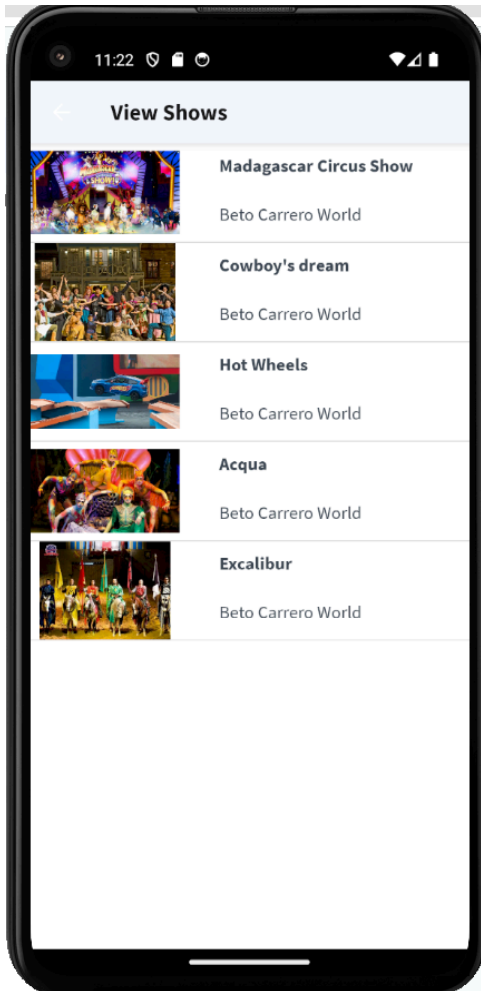 11:22
View Shows
Madagascar Circus Show
Beto Carrero World
Cowboy's dream
Beto Carrero World
Hot Wheels
Beto Carrero World
Acqua
Beto Carrero World
Excalibur
Beto Carrero World